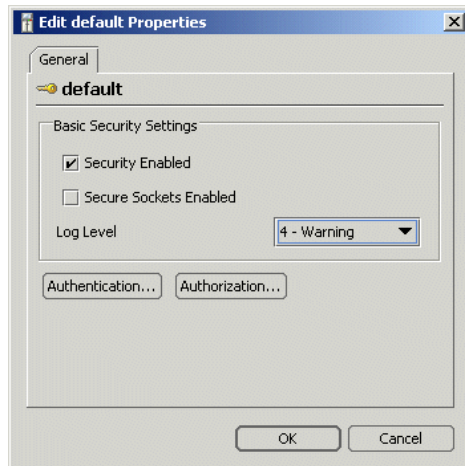 Edit default Properties
General
default
Basic Security Settings
Security Enabled
Secure Sockets Enabled
Log Level 4 - Warning
Authentication... Authorization...
OK Cancel